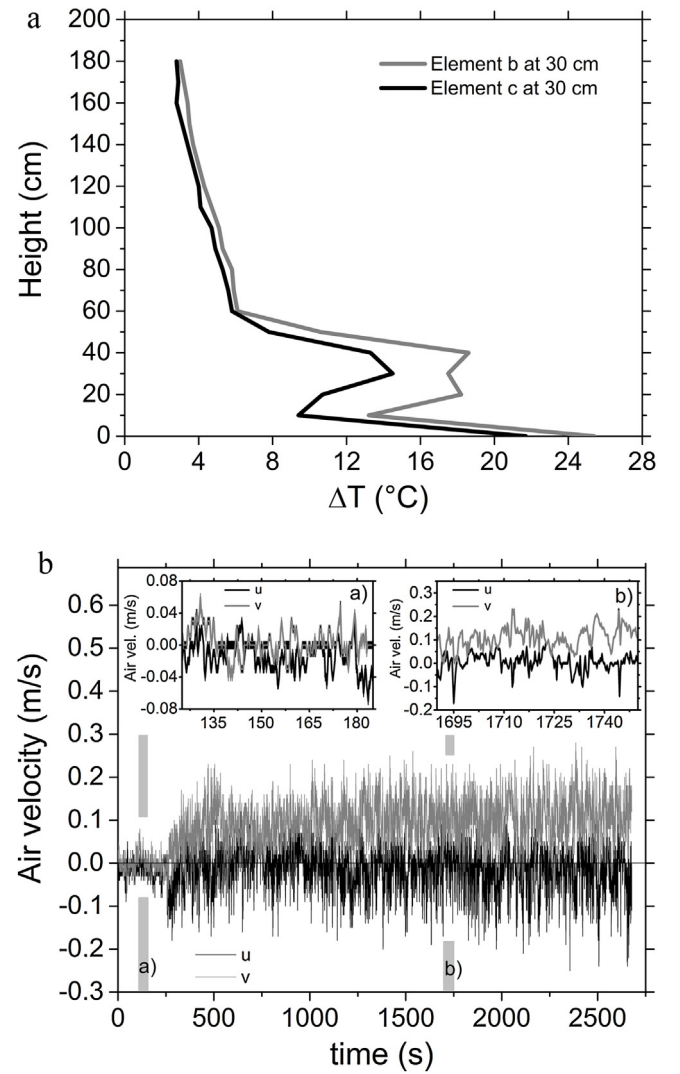 a
200
180
160
140
120
100
80
60
40
20
0
Height (cm)
Element b at 30 cm
Element c at 30 cm
0 4 8 12 16 20 24 28
ΔT (°C)
b
0.6
0.5
0.4
0.3
0.2
0.1
0.0
-0.1
-0.2
-0.3
Air velocity (m/s)
0.08
0.04
0.00
-0.04
-0.08
Air vel. (m/s)
u
v
a)
135 150 165 180
0.3
0.2
0.1
0.0
-0.1
-0.2
Air vel. (m/s)
u
v
b)
1695 1710 1725 1740
a)
u
v
b)
0 500 1000 1500 2000 2500
time (s)